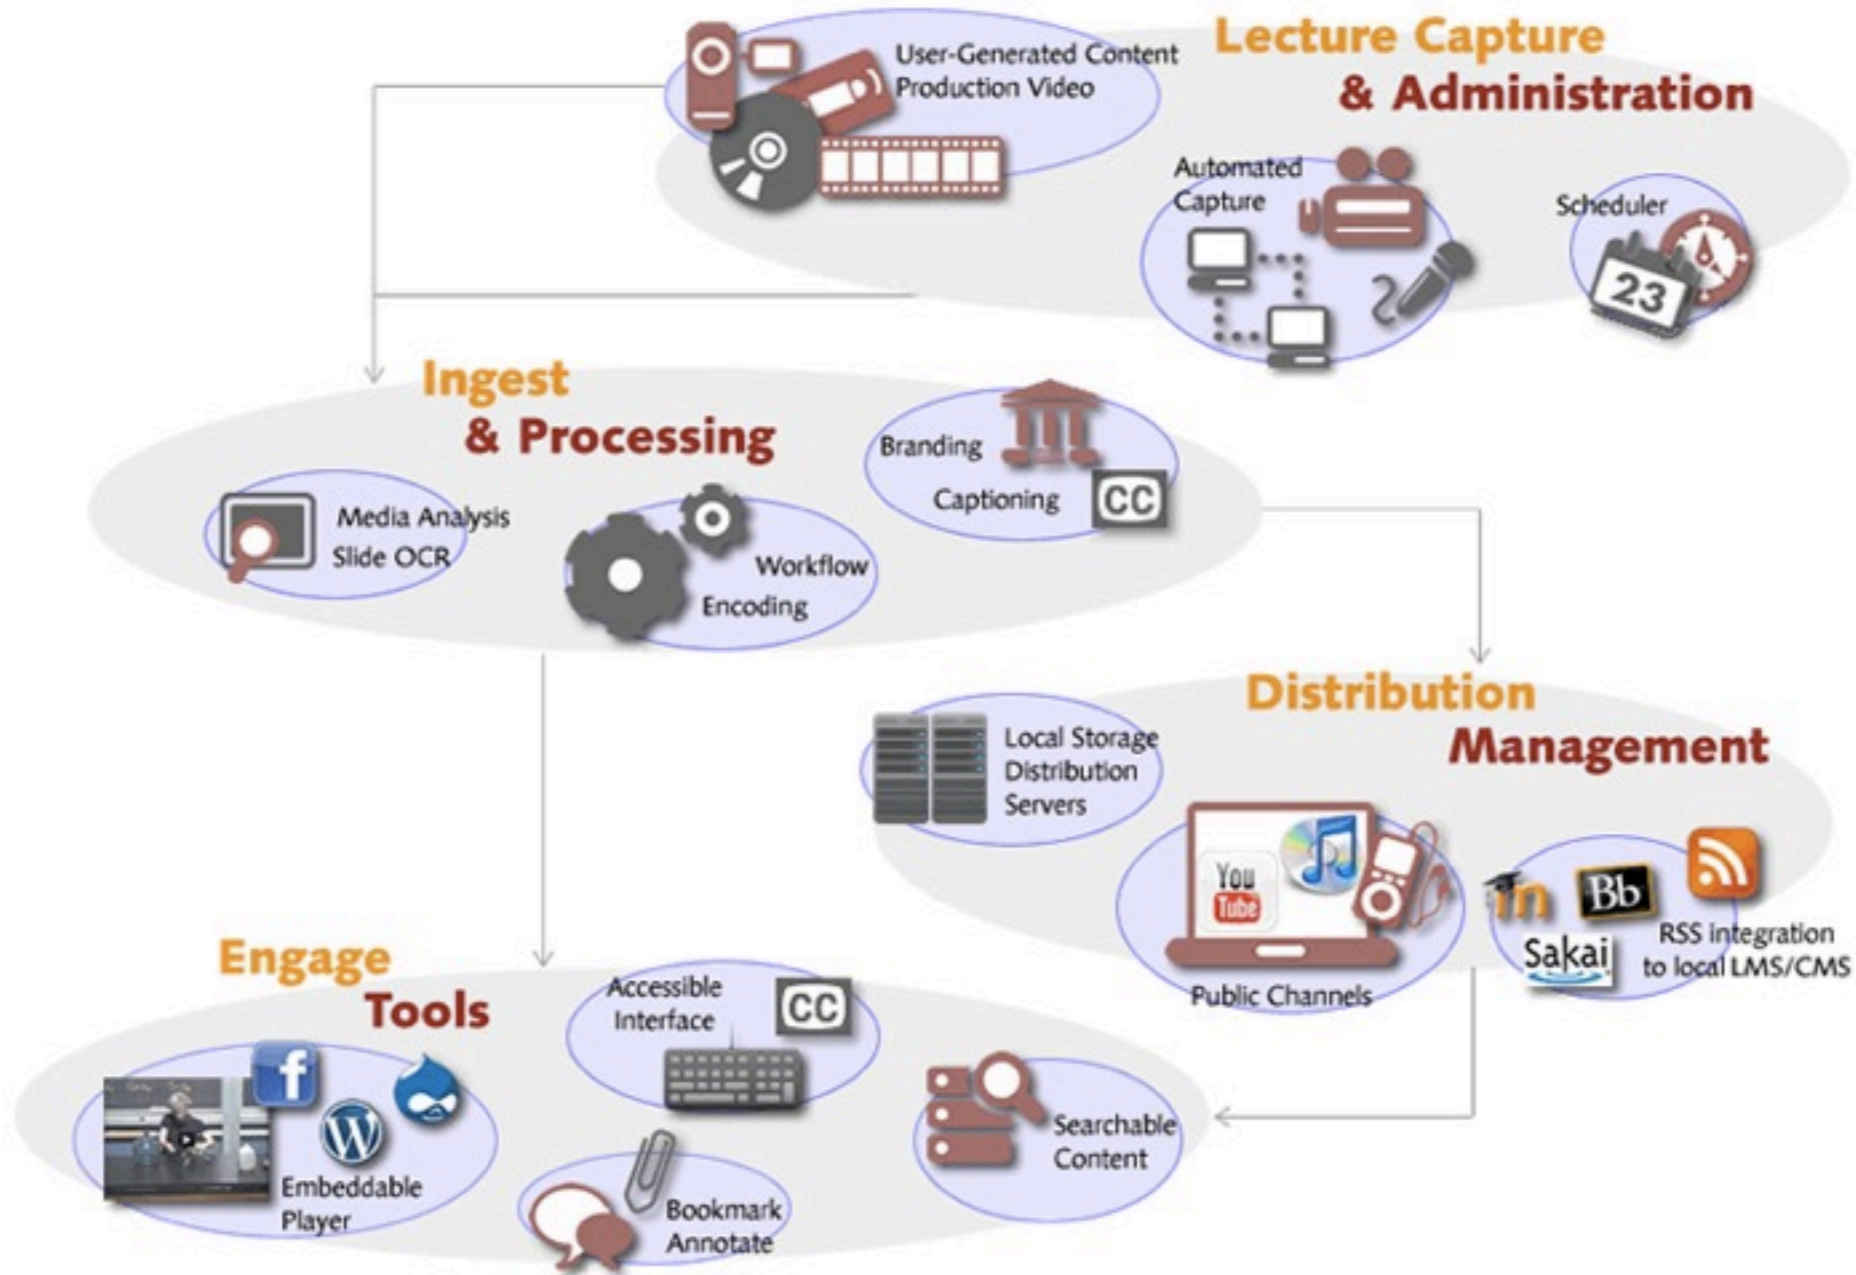 Lecture Capture
& Administration
User-Generated Content
Production Video
Automated
Capture
Scheduler
23
Ingest
& Processing
Media Analysis
Slide OCR
Workflow
Encoding
Branding
Captioning
CC
Distribution
Management
Local Storage
Distribution
Servers
You
Tube
Public Channels
m
Bb
Sakai
RSS integration
to local LMS/CMS
Engage
Tools
f
W
Embeddable
Player
Accessible
Interface
CC
Bookmark
Annotate
Searchable
Content